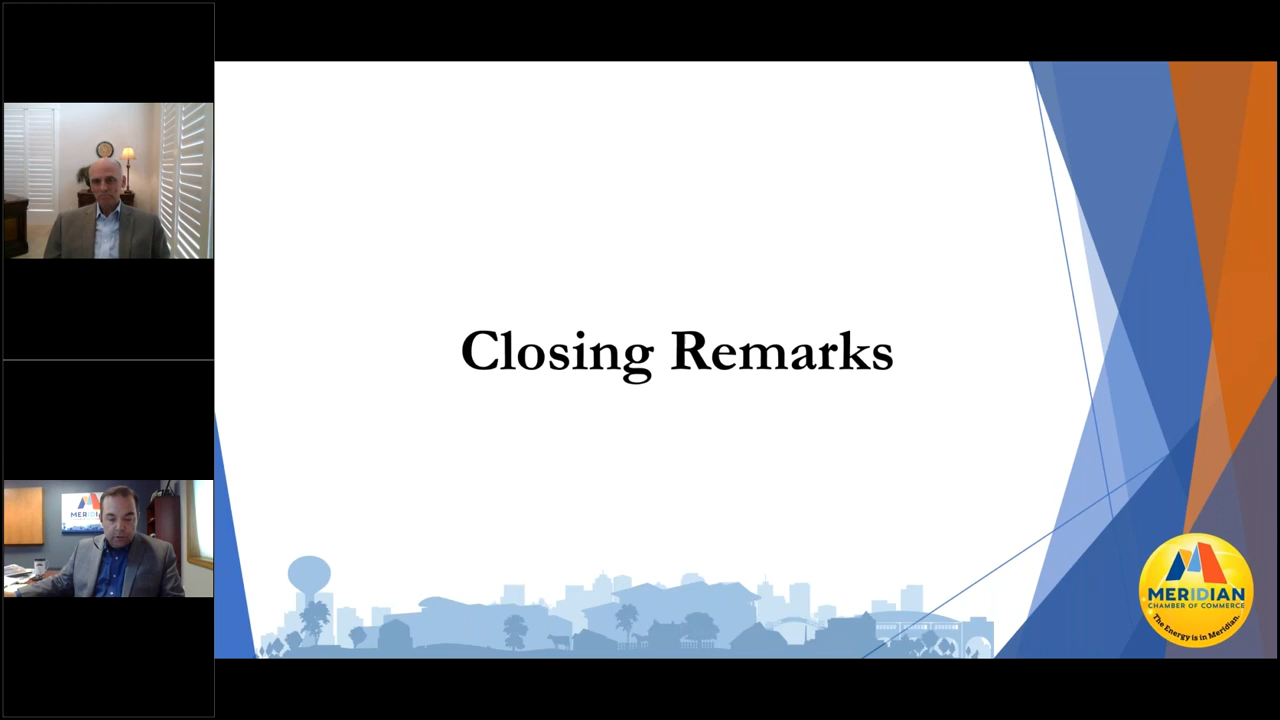 Closing Remarks
MERIDIAN
CHAMBER OF COMMERCE
The Energy is in Meridian.